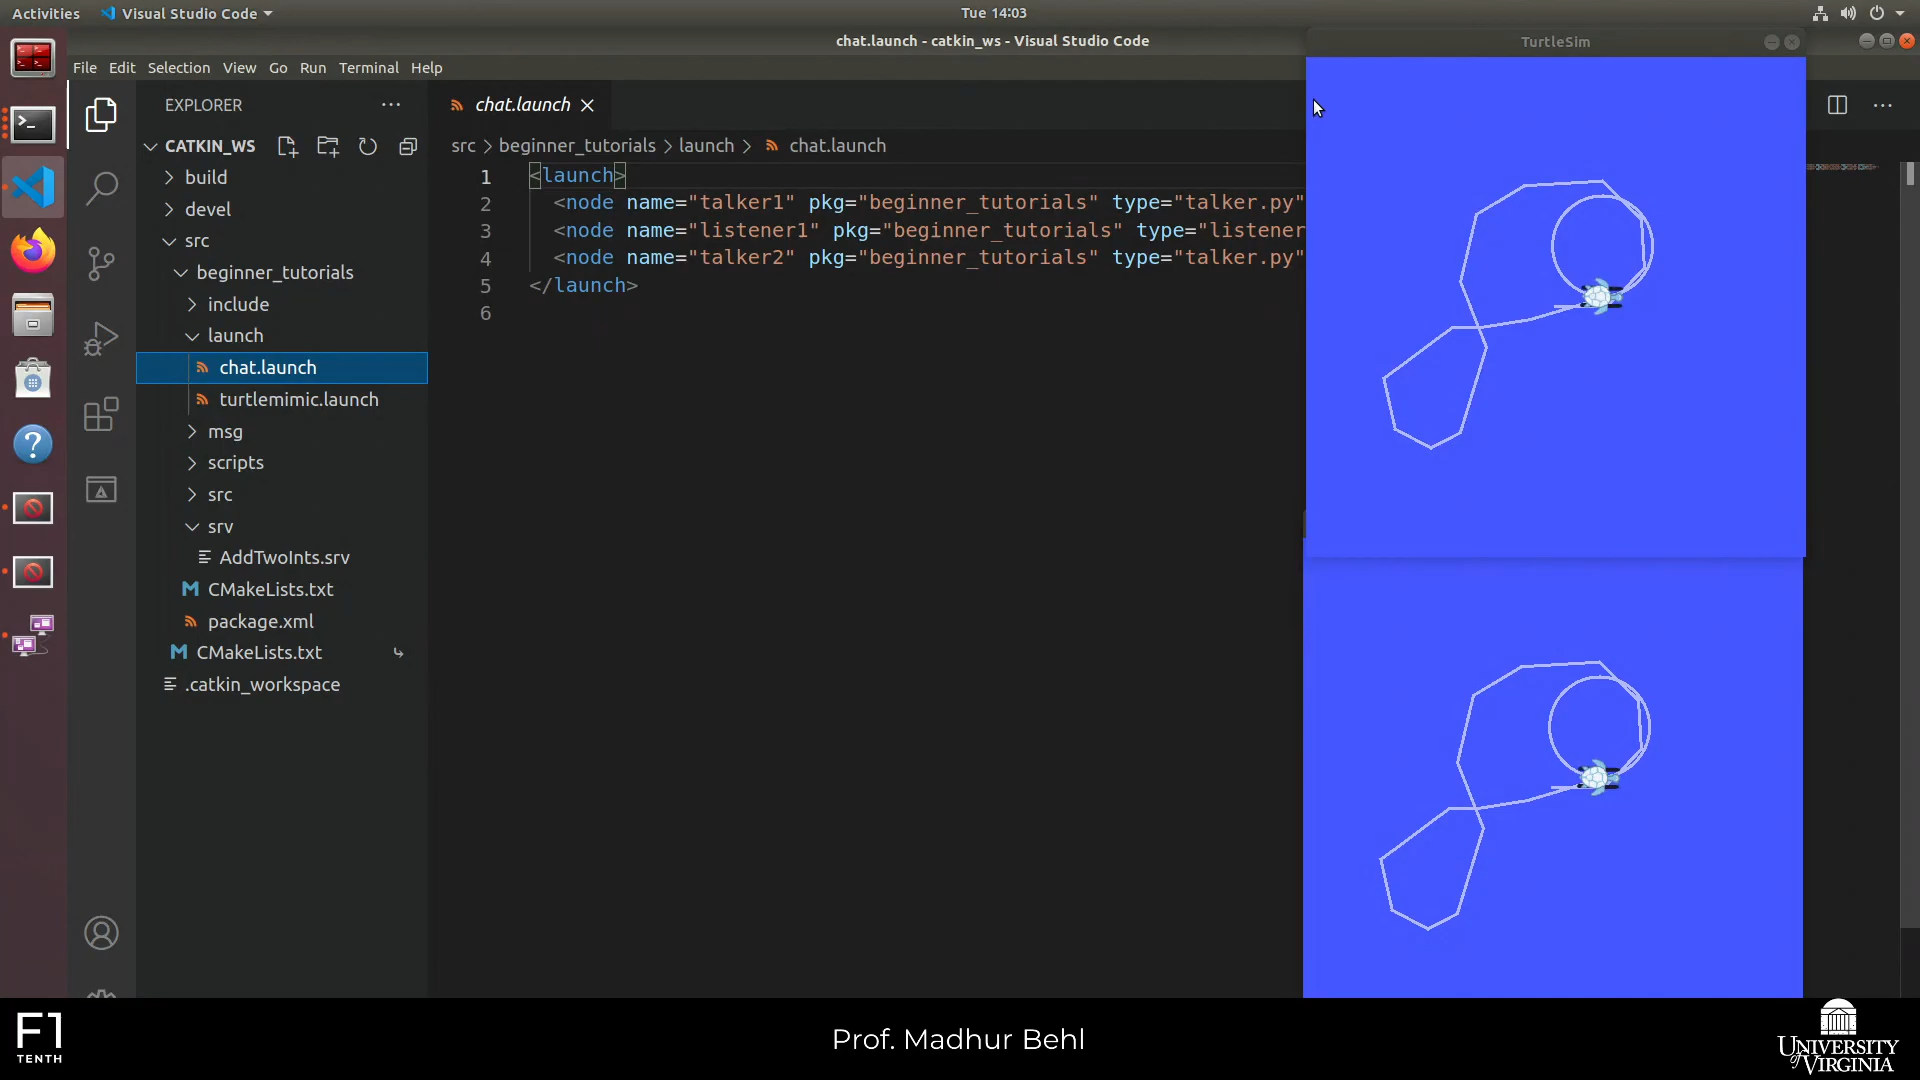 Activities
Visual Studio Code
Tue 14:03
chat.launch - catkin_ws - Visual Studio Code
TurtleSim
File Edit Selection View Go Run Terminal Help
EXPLORER
CATKIN_WS
build
devel
src
beginner_tutorials
include
launch
chat.launch
turtlemimic.launch
msg
scripts
src
srv
AddTwoInts.srv
CMakeLists.txt
package.xml
CMakeLists.txt
.catkin_workspace
chat.launch
src > beginner_tutorials > launch > chat.launch
1 <launch>
2 <node name="talker1" pkg="beginner_tutorials" type="talker.py"
3 <node name="listener1" pkg="beginner_tutorials" type="listener
4 <node name="talker2" pkg="beginner_tutorials" type="talker.py"
5 </launch>
6
F1
TENTH
Prof. Madhur Behl
UNIVERSITY
of VIRGINIA